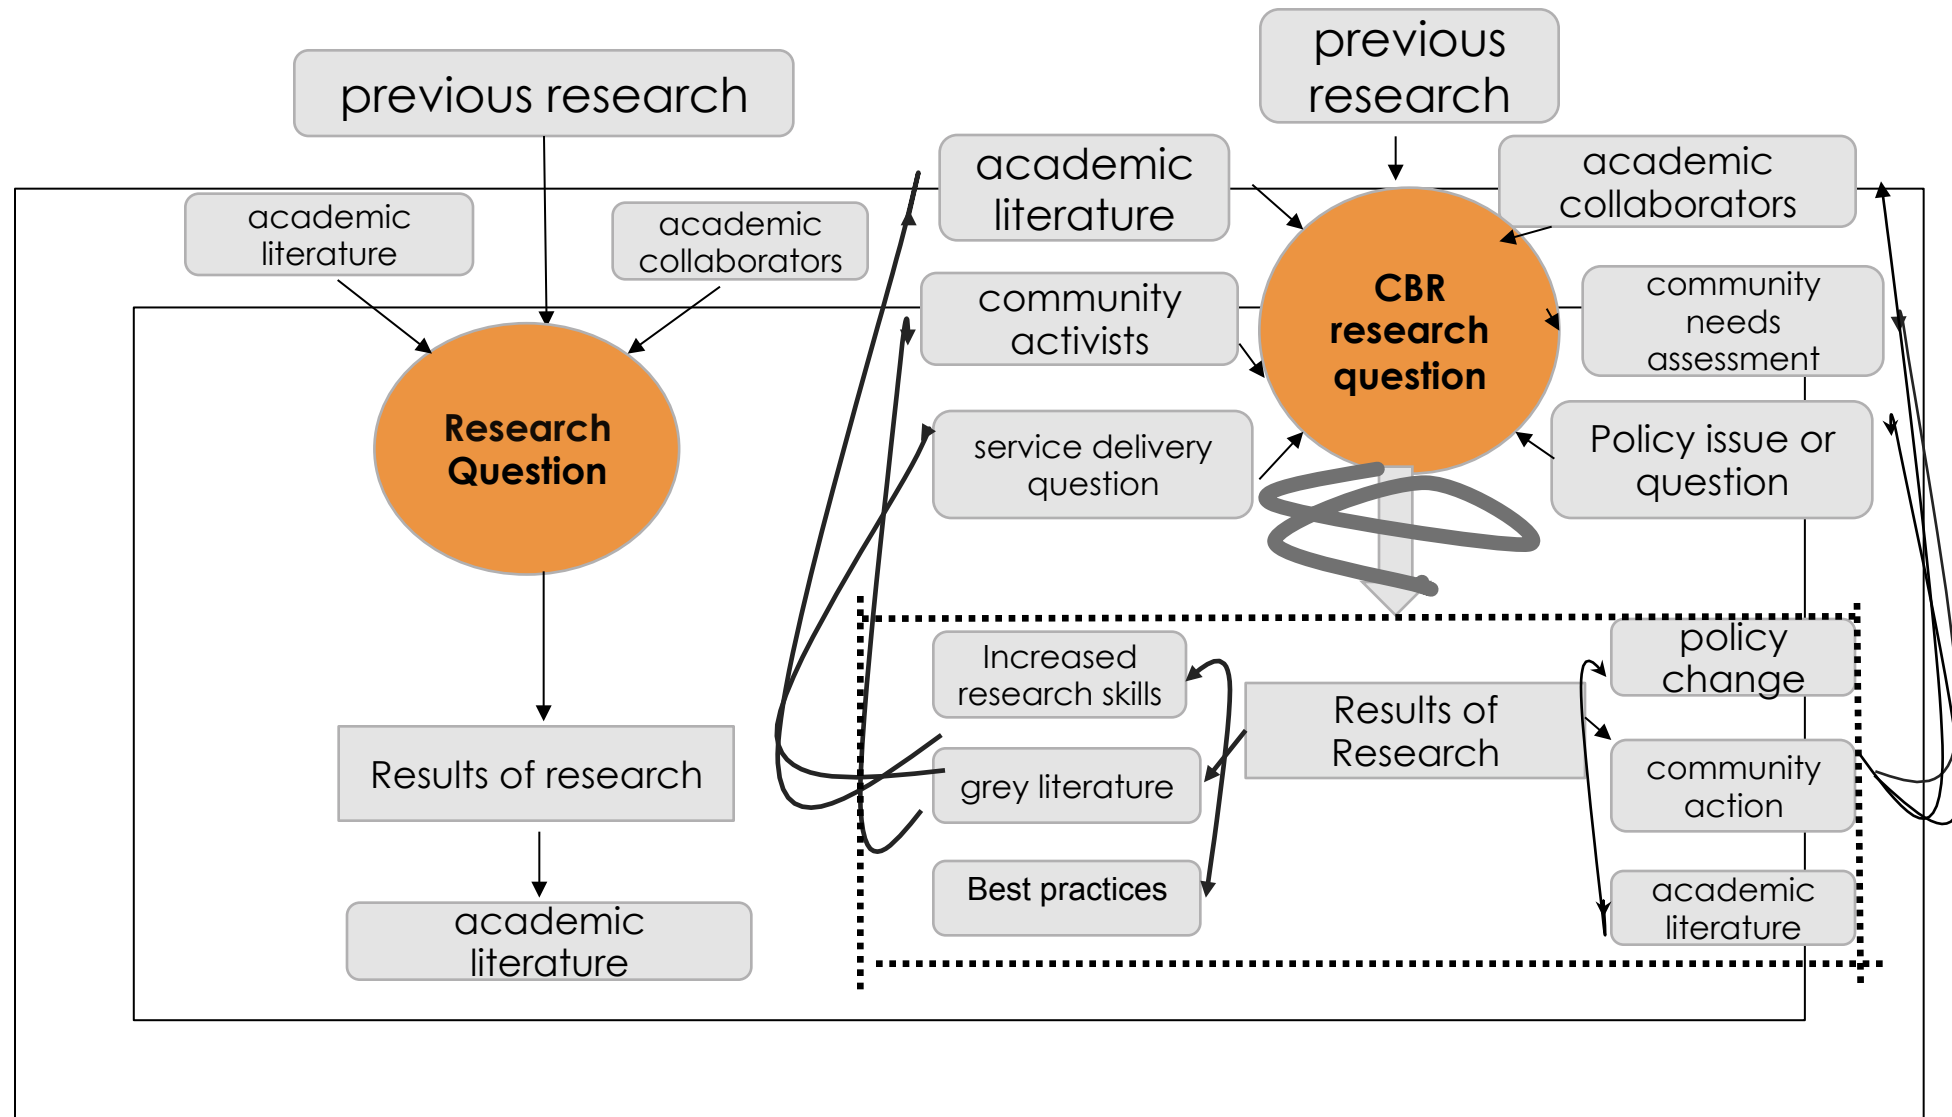 previous research
academic
literature
academic
collaborators
Research
Question
Results of research
academic
literature
previous
research
academic
literature
academic
collaborators
community
activists
CBR
research
question
community
needs
assessment
service delivery
question
Policy issue or
question
Increased
research skills
grey literature
Best practices
Results of
Research
policy
change
community
action
academic
literature